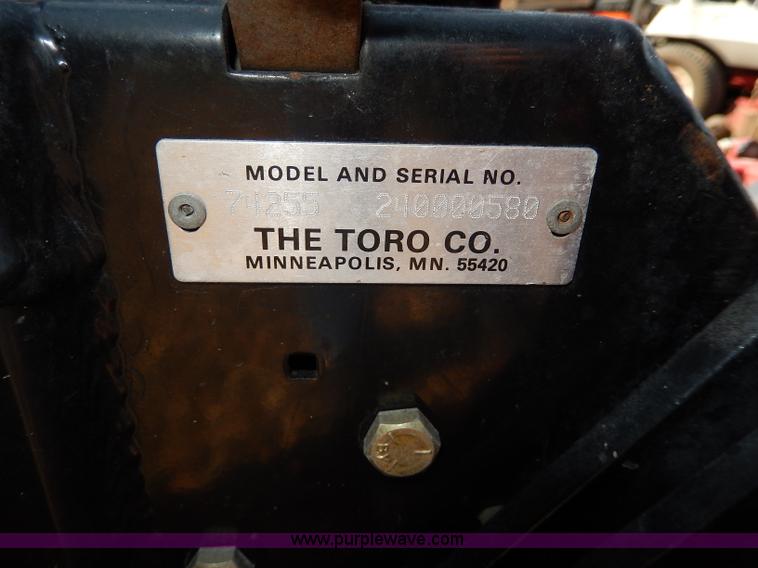 MODEL AND SERIAL NO.
74255 240000580
THE TORO CO.
MINNEAPOLIS, MN. 55420
www.purplewave.com